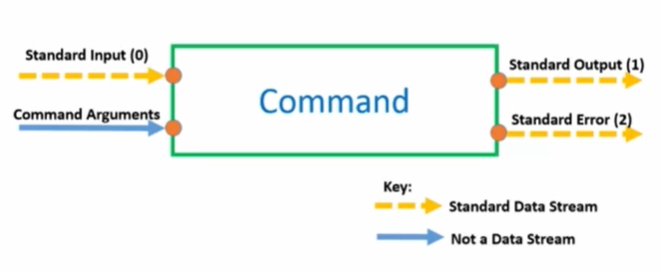 Standard Input (0)
Standard Output (1)
Command
Command Arguments
Standard Error (2)
Key:
Standard Data Stream
Not a Data Stream